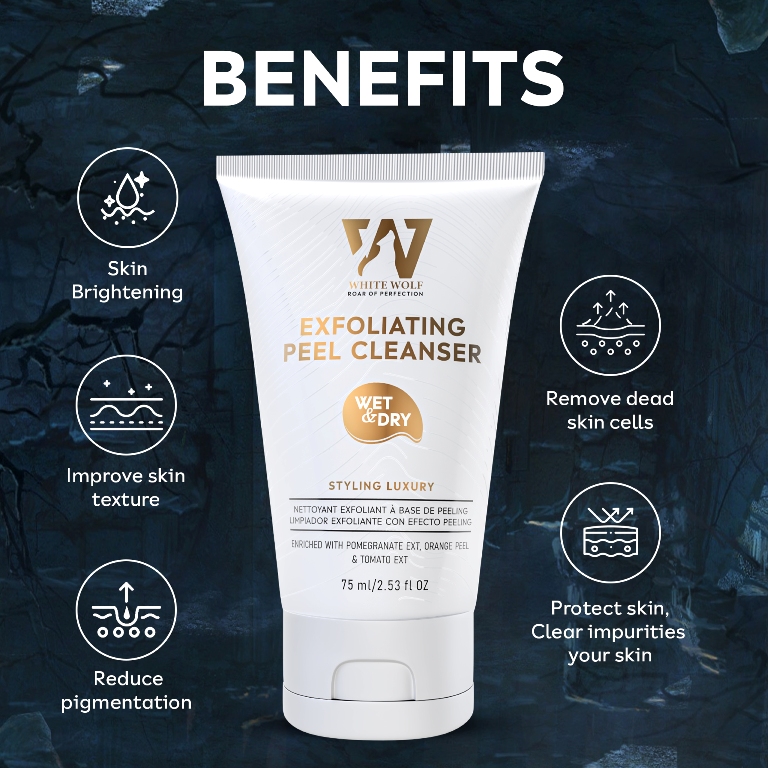 BENEFITS
Skin
Brightening
Improve skin
texture
Reduce
pigmentation
W
WHITE WOLF
ROAR OF PERFECTION
EXFOLIATING
PEEL CLEANSER
WET
& DRY
STYLING LUXURY
NETTOYANT EXFOLIANT À BASE DE PEELING
LIMPIADOR EXFOLIANTE CON EFECTO PEELING
ENRICHED WITH POMEGRANATE EXT, ORANGE PEEL
& TOMATO EXT
75 ml/2.53 fl OZ
Remove dead
skin cells
Protect skin,
Clear impurities
your skin